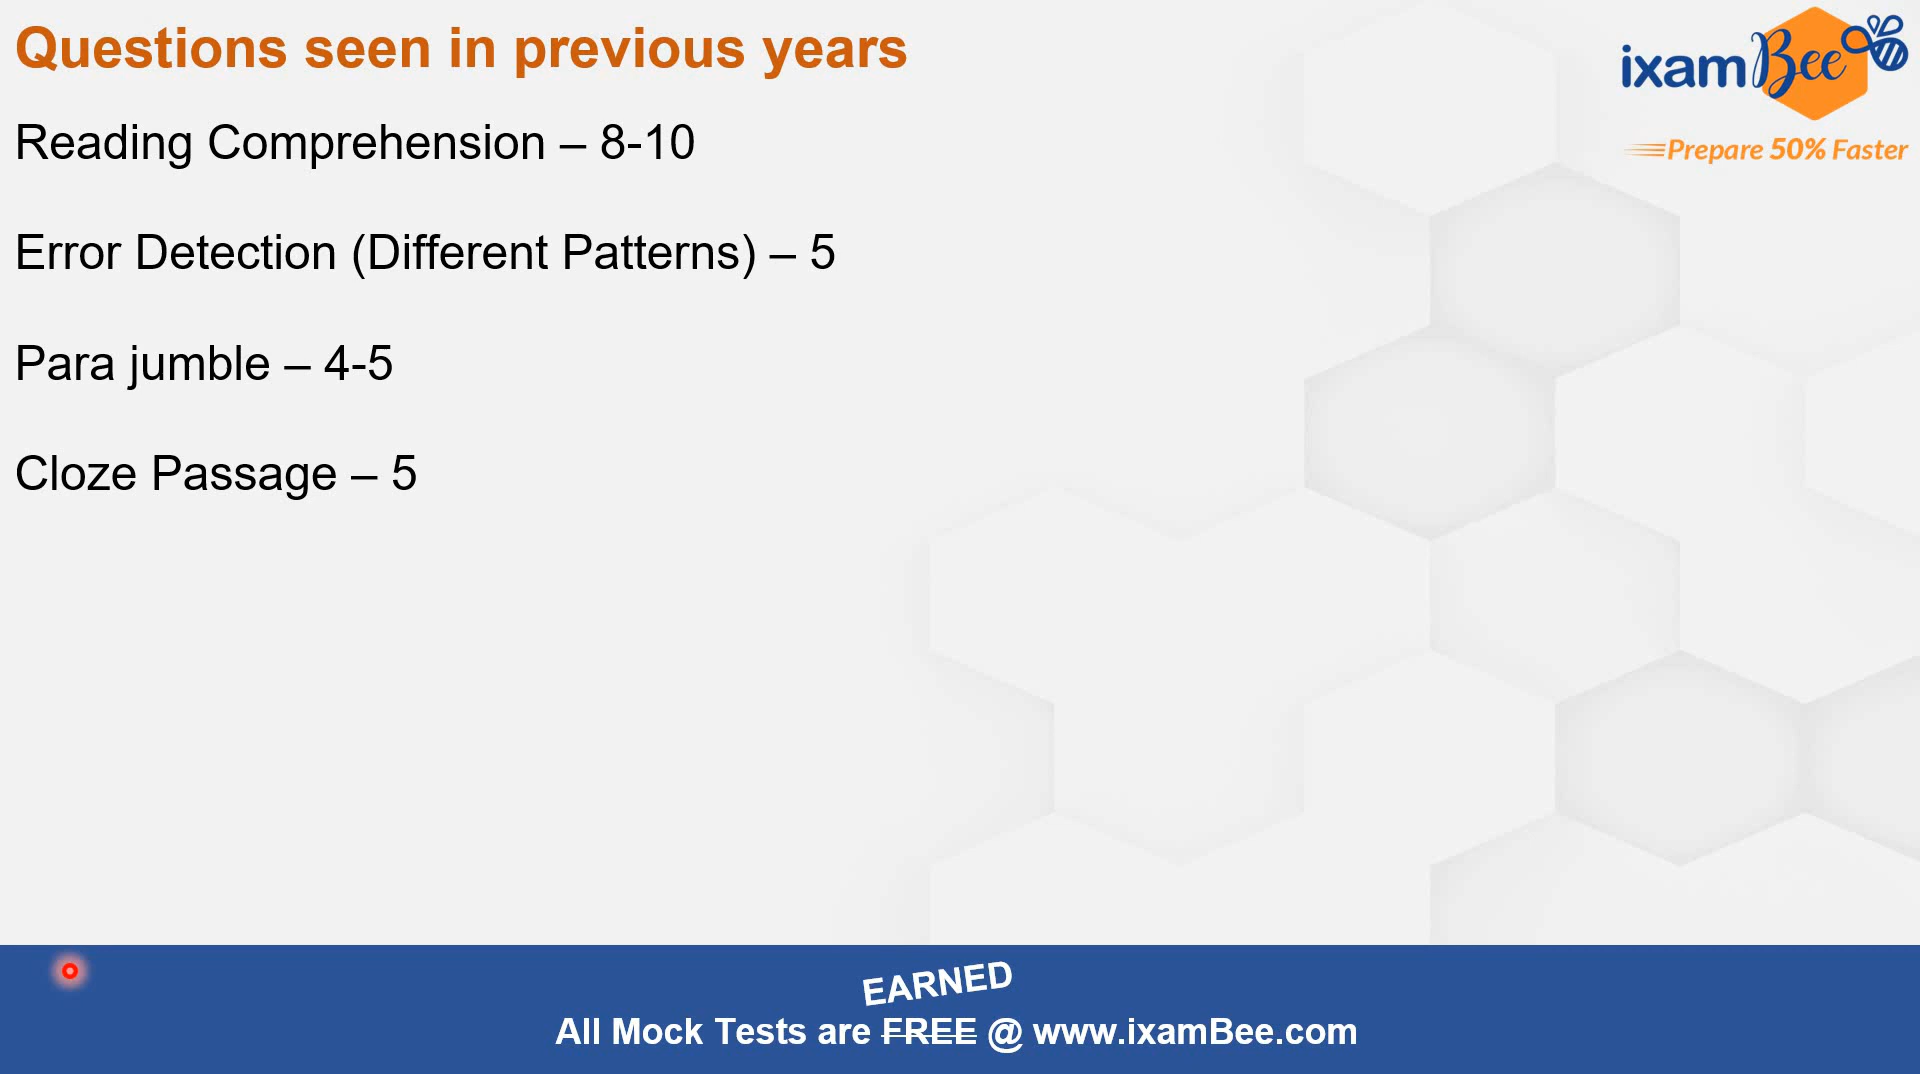 Questions seen in previous years
ixamBee
Prepare 50% Faster
Reading Comprehension – 8-10
Error Detection (Different Patterns) – 5
Para jumble – 4-5
Cloze Passage – 5
EARNED
All Mock Tests are FREE @ www.ixamBee.com